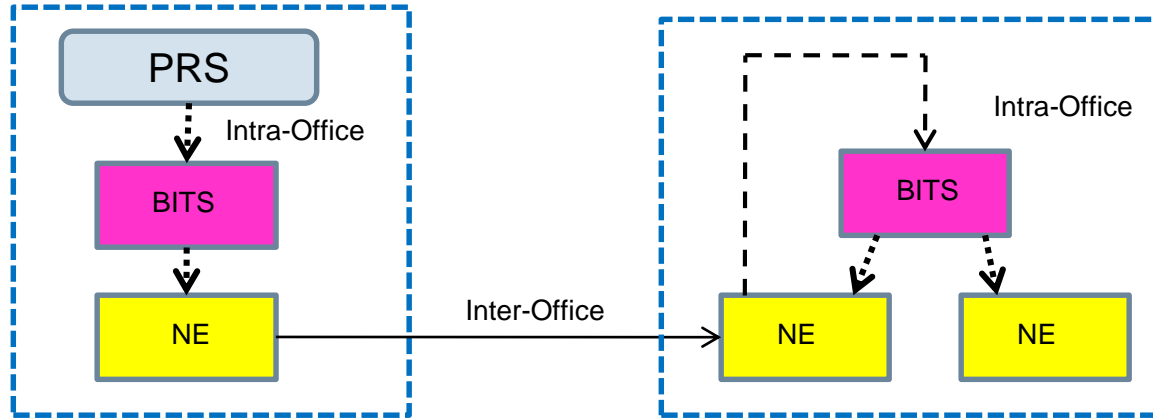 PRS
Intra-Office
BITS
NE
Inter-Office
Intra-Office
BITS
NE
NE